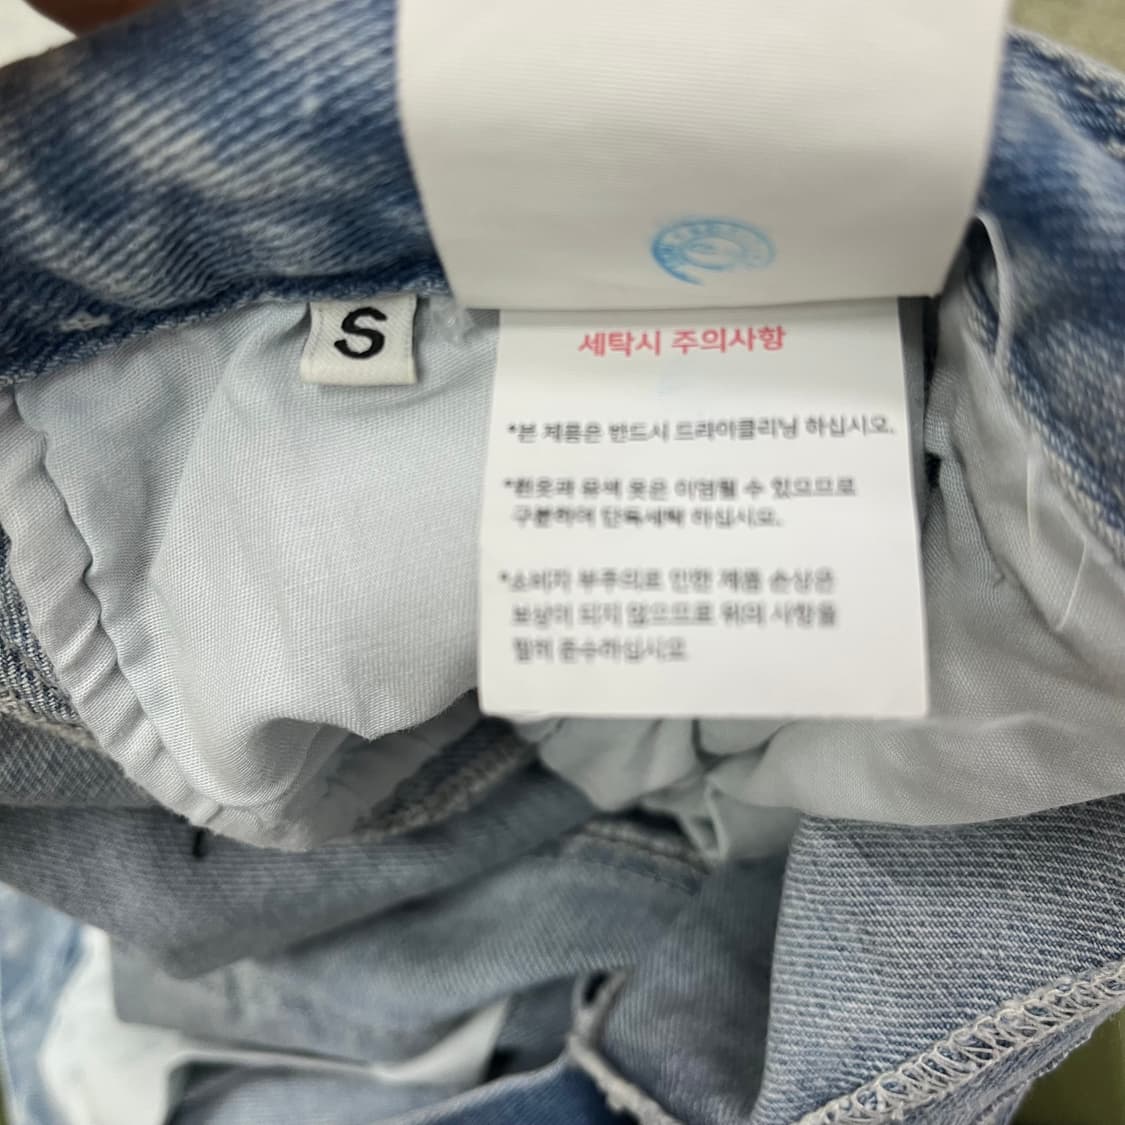 S
세탁시 주의사항
*본 제품은 반드시 드라이클리닝 하십시오.
*흰옷과 유색 옷은 이염될 수 있으므로
구분하여 단독세탁 하십시오.
*소비자 부주의로 인한 제품 손상은
보상이 되지 않으므로 위의 사항을
필히 준수하십시오.